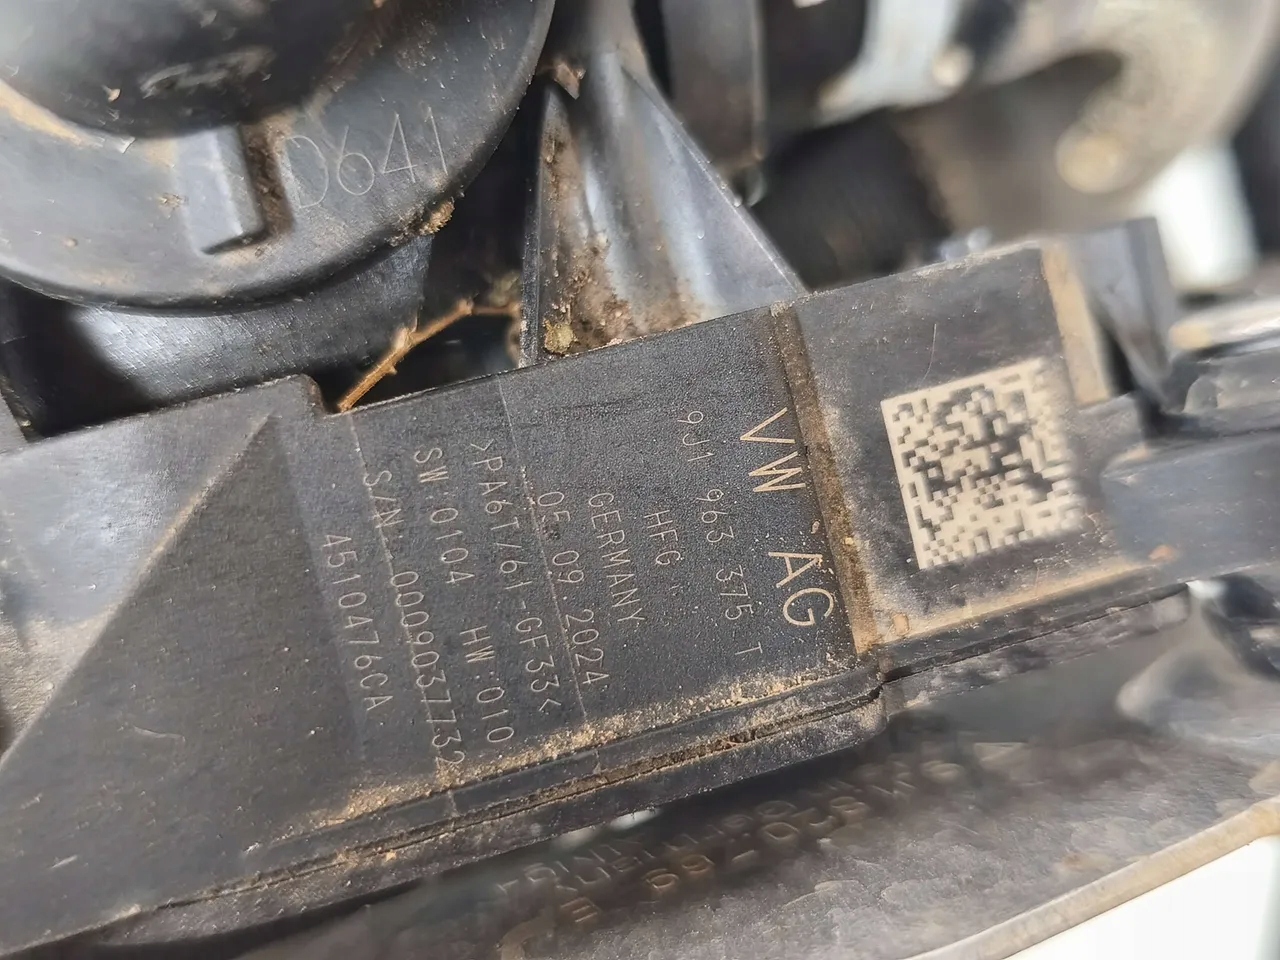 D641
VW AG
9J1 963 375 T
HFG
GERMANY
05.09.2024
>PA6T/6I-GF33<
SW:0104 HW:010
S/N: 00090377732
4510476CA